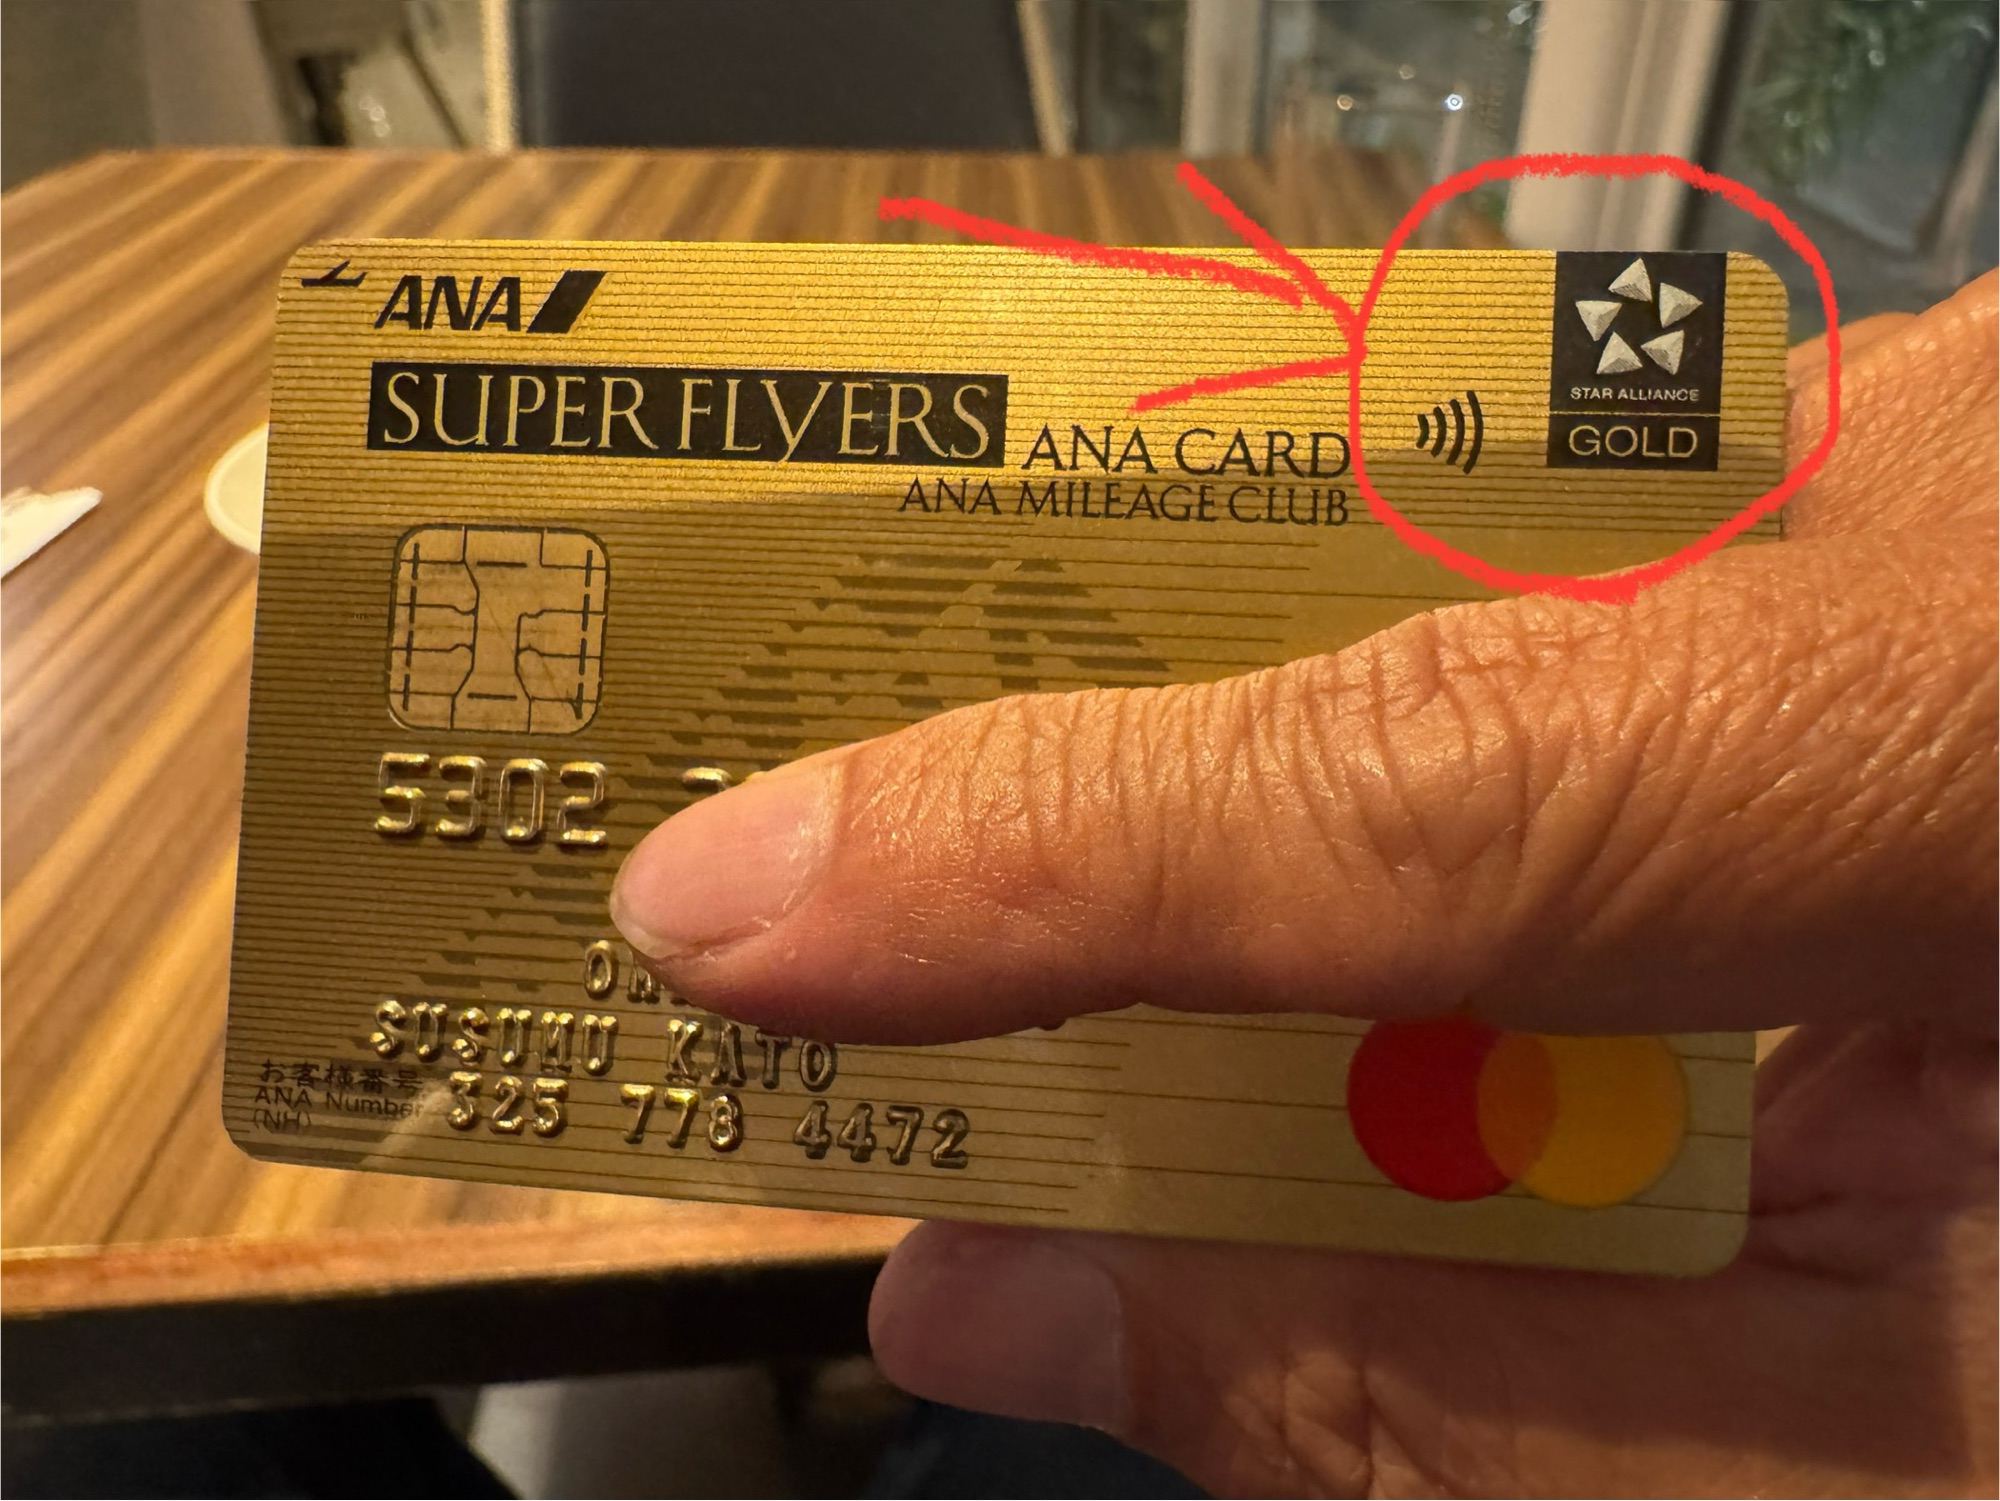 ANA
SUPER FLYERS
ANA CARD
ANA MILEAGE CLUB
STAR ALLIANCE
GOLD
5302
SUSUMU KATO
お客様番号
ANA Number
(NH)
325 778 4472